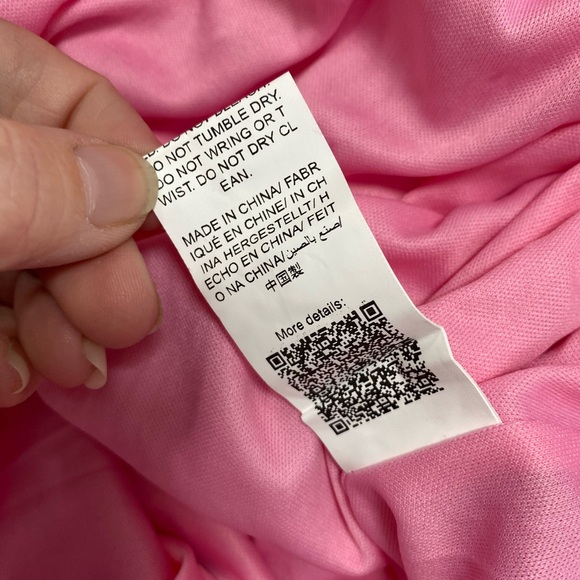 DO NOT TUMBLE DRY.
DO NOT WRING OR T
WIST. DO NOT DRY CL
EAN.
MADE IN CHINA/ FABR
IQUÉ EN CHINE/ IN CH
INA HERGESTELLT/ H
ECHO EN CHINA/ FEIT
O NA CHINA/صنع بالصين/
中国製
More details: